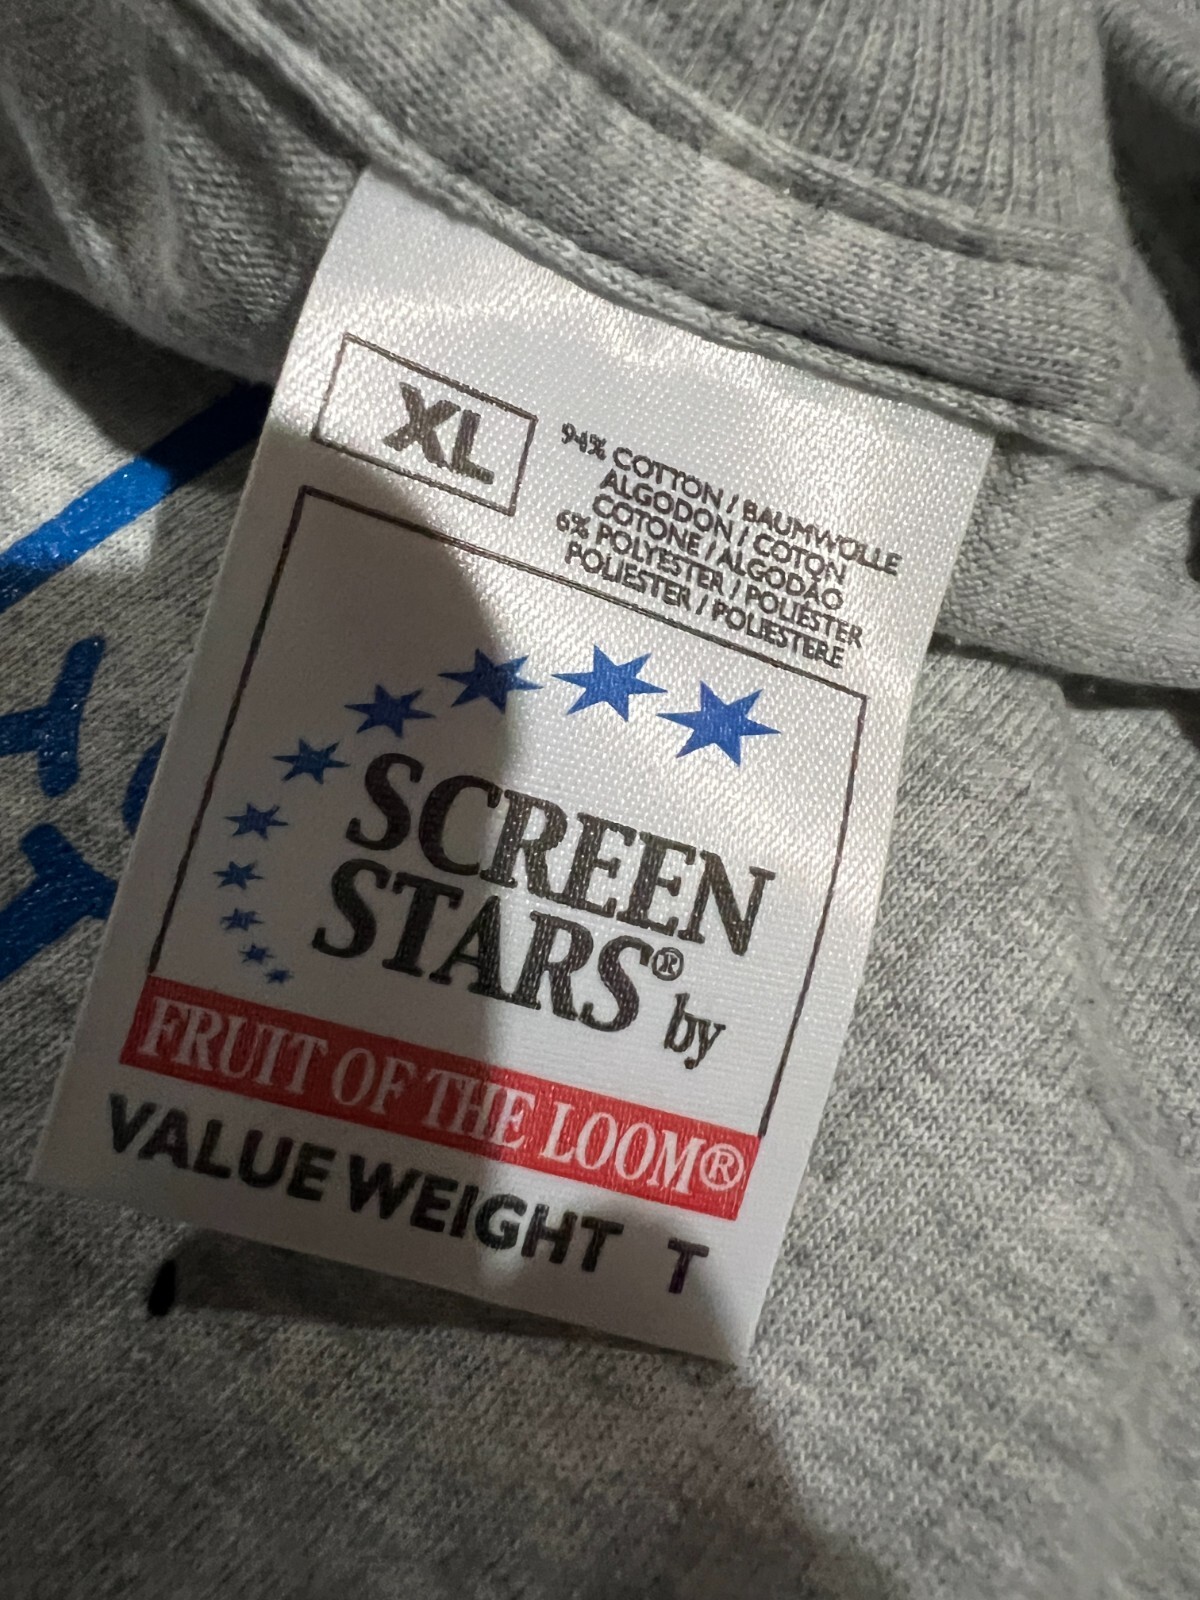 XL
94% COTTON / BAUMWOLLE
ALGODON / COTON
COTONE / ALGODÃO
6% POLYESTER / POLIÉSTER
POLIESTER / POLIESTERE
SCREEN
STARS® by
FRUIT OF THE LOOM®
VALUE WEIGHT T